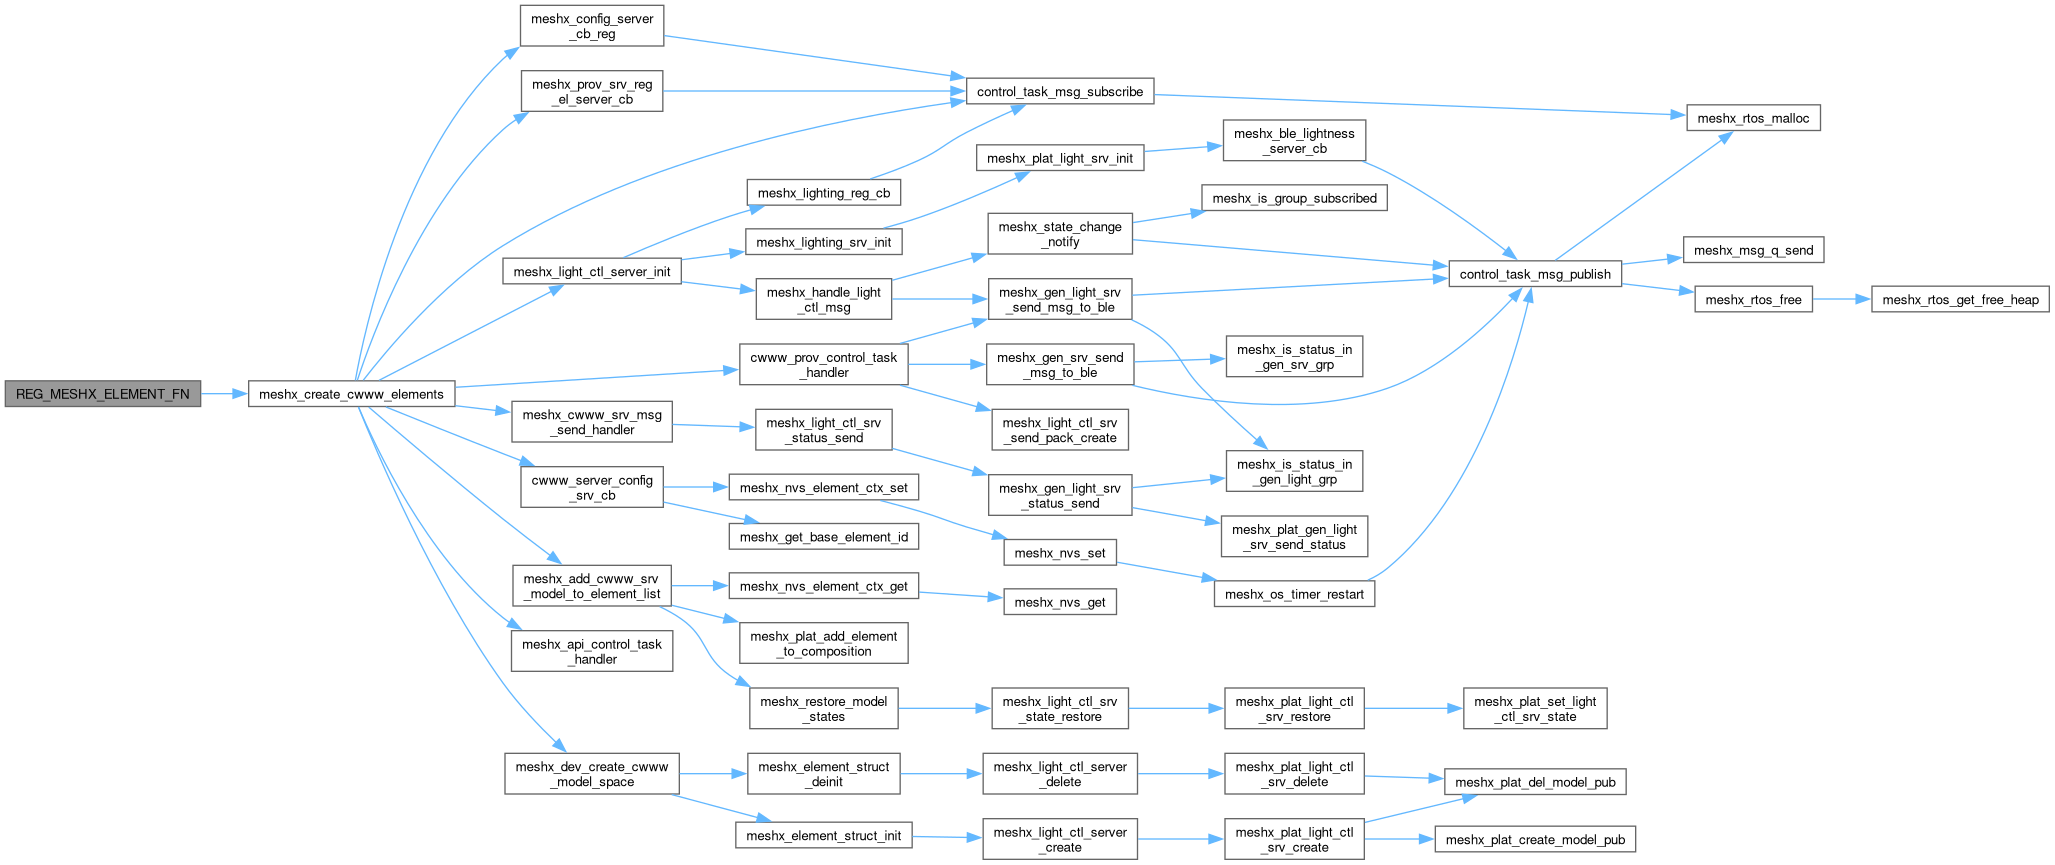 REG_MESHX_ELEMENT_FN
meshx_create_cwww_elements
meshx_config_server
_cb_reg
meshx_prov_srv_reg
_el_server_cb
meshx_light_ctl_server_init
meshx_cwww_srv_msg
_send_handler
cwww_server_config
_srv_cb
meshx_add_cwww_srv
_model_to_element_list
meshx_api_control_task
_handler
meshx_dev_create_cwww
_model_space
meshx_lighting_reg_cb
meshx_lighting_srv_init
meshx_handle_light
_ctl_msg
cwww_prov_control_task
_handler
meshx_light_ctl_srv
_status_send
meshx_nvs_element_ctx_set
meshx_get_base_element_id
meshx_nvs_element_ctx_get
meshx_plat_add_element
_to_composition
meshx_restore_model
_states
meshx_element_struct
_deinit
meshx_element_struct_init
control_task_msg_subscribe
meshx_plat_light_srv_init
meshx_state_change
_notify
meshx_gen_light_srv
_send_msg_to_ble
meshx_gen_srv_send
_msg_to_ble
meshx_light_ctl_srv
_send_pack_create
meshx_gen_light_srv
_status_send
meshx_nvs_set
meshx_nvs_get
meshx_light_ctl_srv
_state_restore
meshx_light_ctl_server
_delete
meshx_light_ctl_server
_create
meshx_ble_lightness
_server_cb
meshx_is_group_subscribed
meshx_is_status_in
_gen_srv_grp
meshx_is_status_in
_gen_light_grp
meshx_plat_gen_light
_srv_send_status
meshx_os_timer_restart
meshx_plat_light_ctl
_srv_restore
meshx_plat_light_ctl
_srv_delete
meshx_plat_light_ctl
_srv_create
control_task_msg_publish
meshx_plat_set_light
_ctl_srv_state
meshx_plat_del_model_pub
meshx_plat_create_model_pub
meshx_rtos_malloc
meshx_msg_q_send
meshx_rtos_free
meshx_rtos_get_free_heap